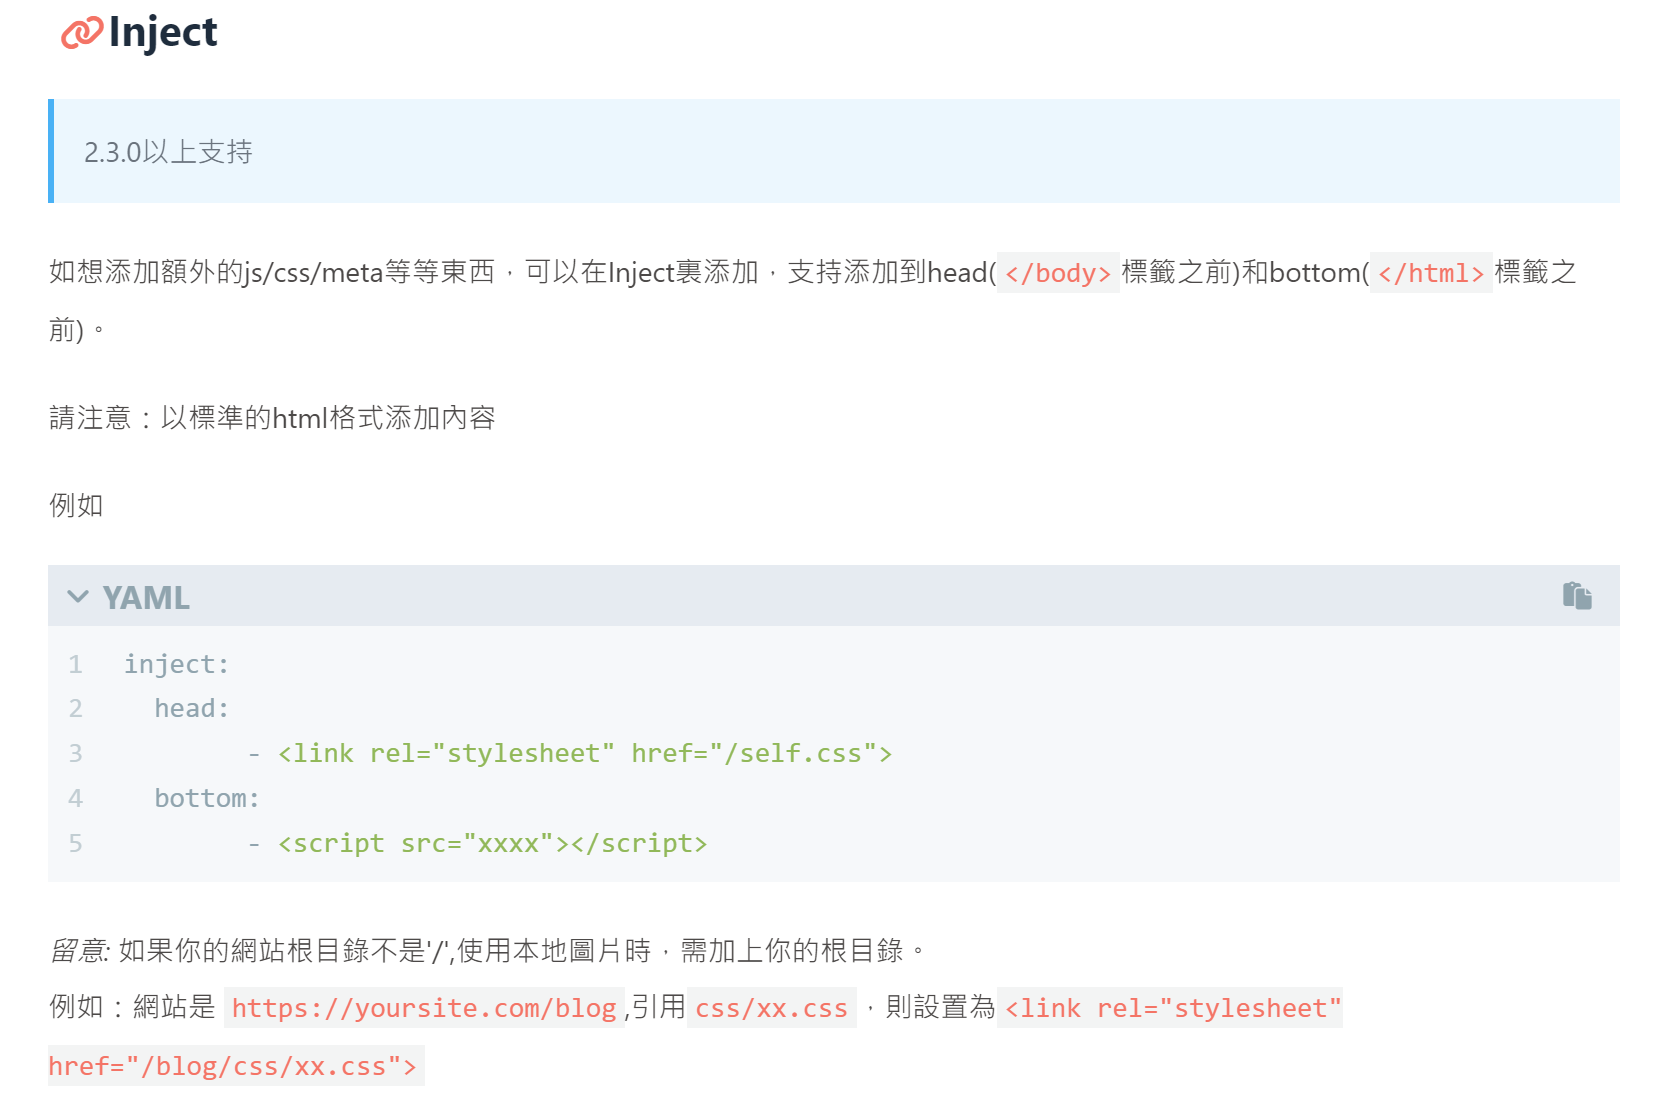 Inject
2.3.0以上支持
如想添加額外的js/css/meta等等東西，可以在Inject裏添加，支持添加到head(</body>標籤之前)和bottom(</html>標籤之
前)。
請注意：以標準的html格式添加內容
例如
YAML
1 inject:
2   head:
3         - <link rel="stylesheet" href="/self.css">
4   bottom:
5         - <script src="xxxx"></script>
留意: 如果你的網站根目錄不是'/',使用本地圖片時，需加上你的根目錄。
例如：網站是 https://yoursite.com/blog,引用css/xx.css，則設置為<link rel="stylesheet"
href="/blog/css/xx.css">